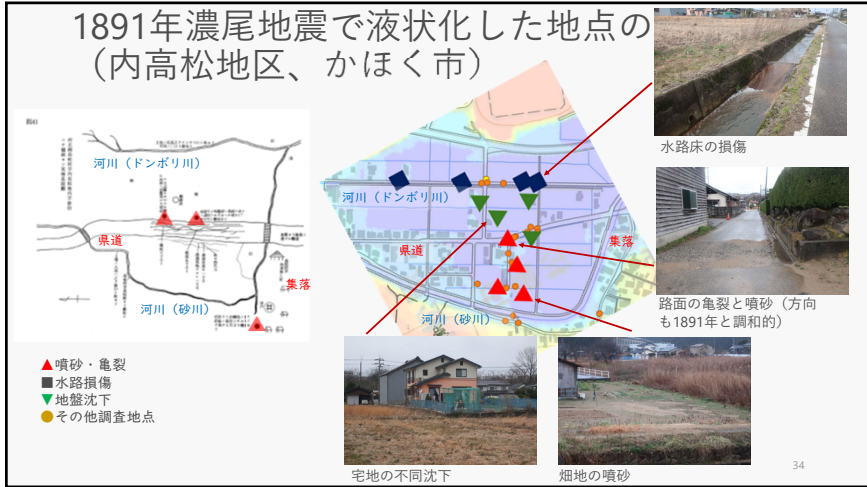 1891年濃尾地震で液状化した地点の
（内高松地区、かほく市）
河川（ドンボリ川）
県道
集落
河川（砂川）
河川（ドンボリ川）
県道
集落
河川（砂川）
水路床の損傷
路面の亀裂と噴砂（方向
も1891年と調和的）
▲噴砂・亀裂
■水路損傷
▼地盤沈下
●その他調査地点
宅地の不同沈下
畑地の噴砂
34